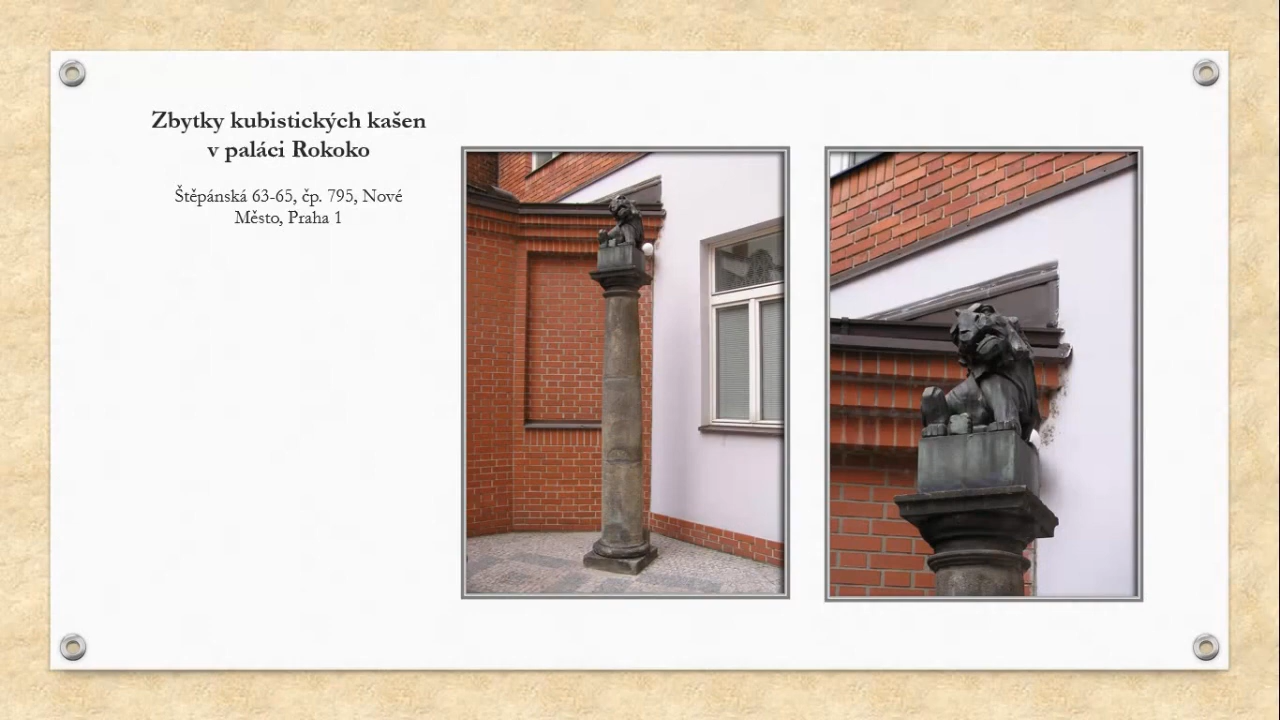 Zbytky kubistických kašen
v paláci Rokoko
Štěpánská 63-65, čp. 795, Nové
Město, Praha 1